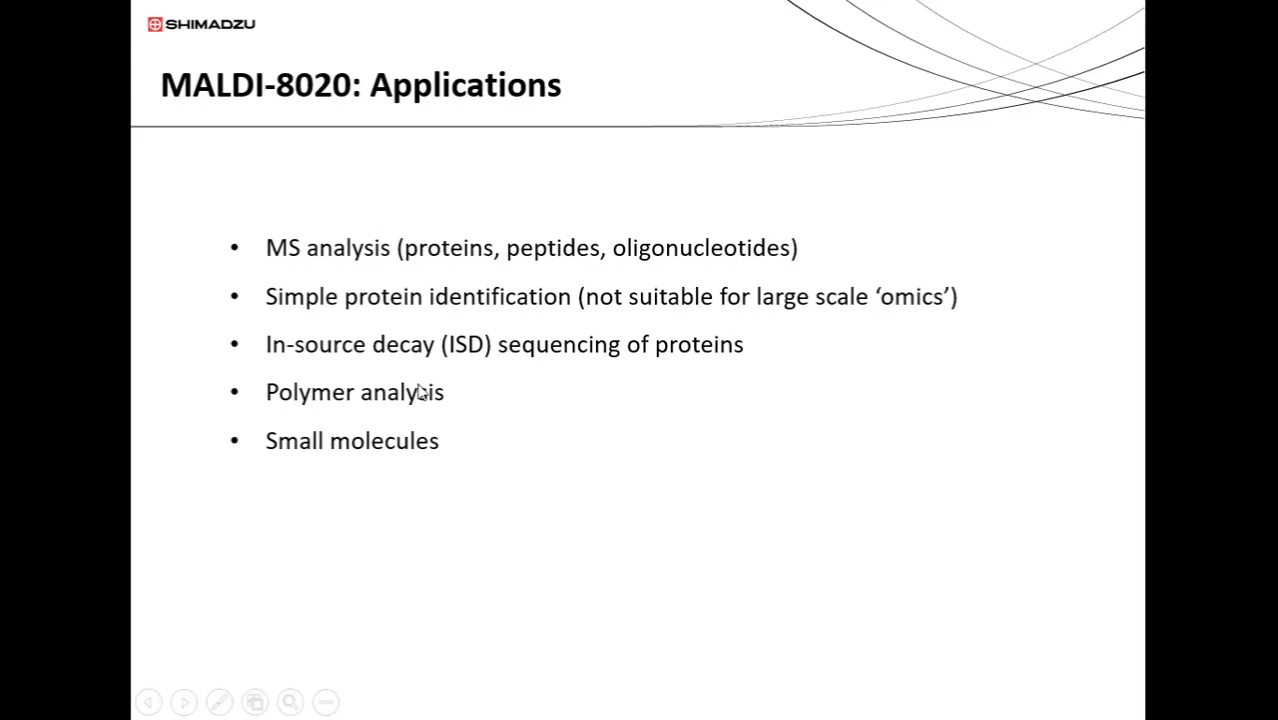 SHIMADZU
MALDI-8020: Applications
• MS analysis (proteins, peptides, oligonucleotides)
• Simple protein identification (not suitable for large scale ‘omics’)
• In-source decay (ISD) sequencing of proteins
• Polymer analysis
• Small molecules